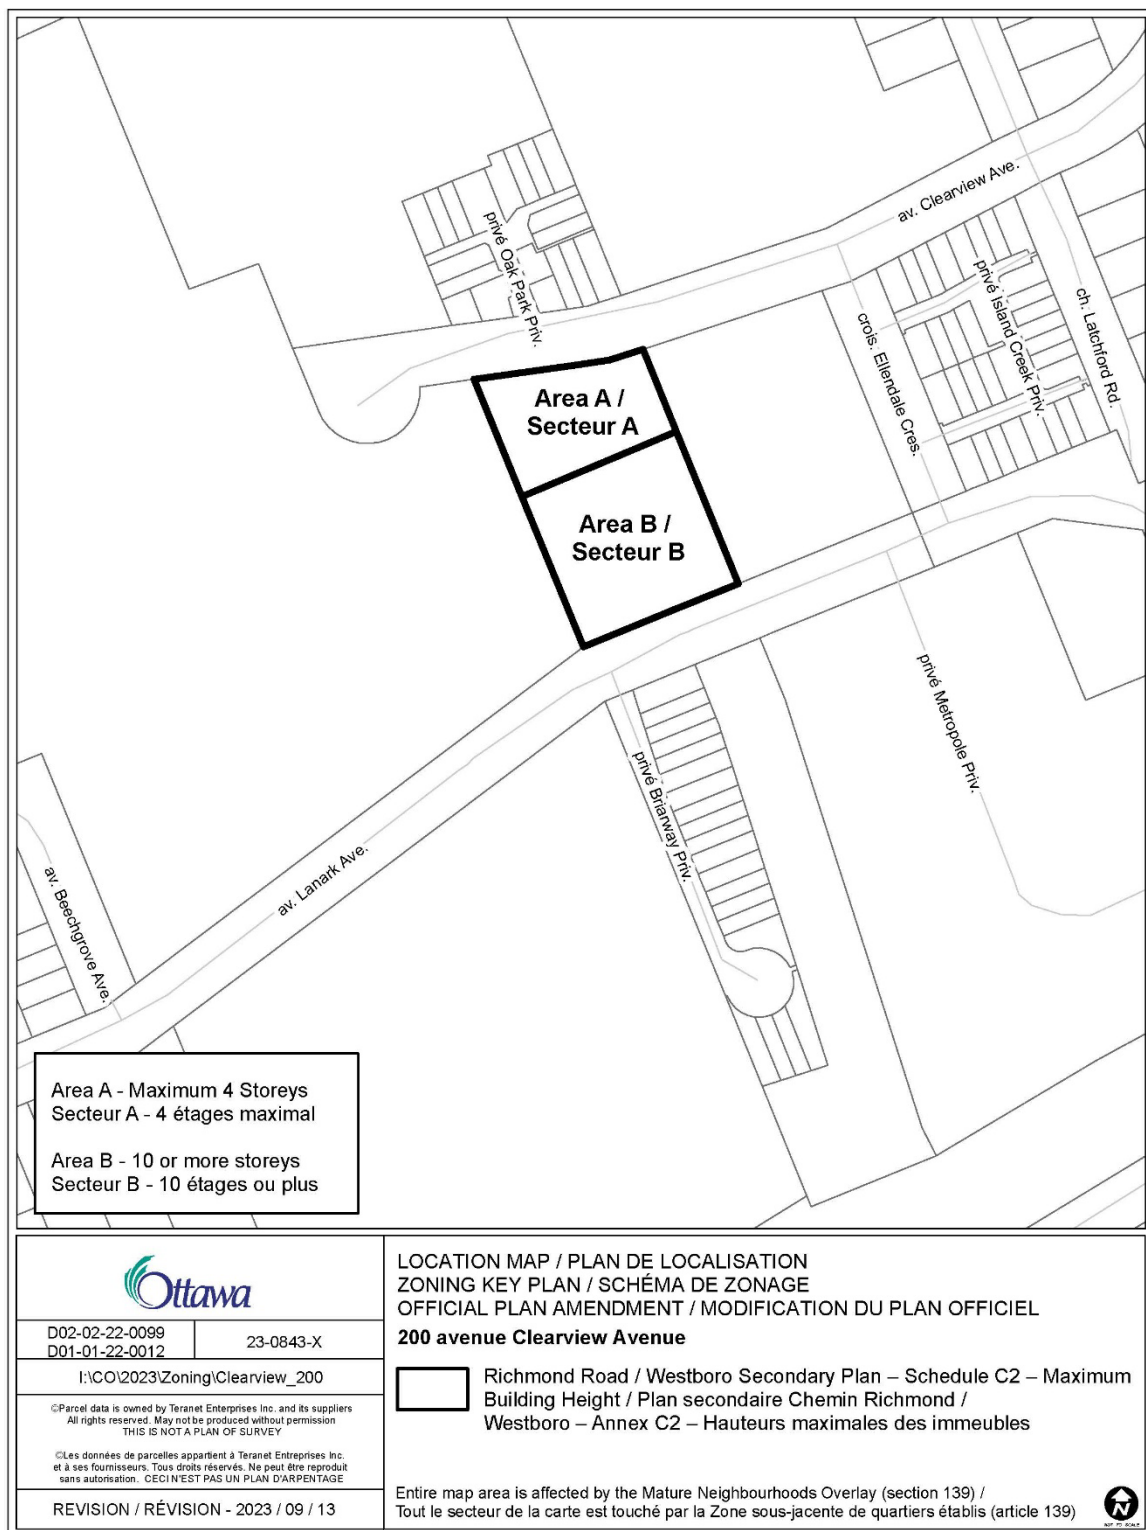 av. Clearview Ave.
privé Oak Park Priv.
crois. Ellendale Cres.
privé Island Creek Priv.
ch. Latchford Rd.
Area A /
Secteur A
Area B /
Secteur B
privé Metropole Priv.
privé Briarway Priv.
av. Lanark Ave.
av. Beechgrove Ave.
Area A - Maximum 4 Storeys
Secteur A - 4 étages maximal
Area B - 10 or more storeys
Secteur B - 10 étages ou plus
Ottawa
D02-02-22-0099
D01-01-22-0012
23-0843-X
I:\CO\2023\Zoning\Clearview_200
©Parcel data is owned by Teranet Enterprises Inc. and its suppliers
All rights reserved. May not be produced without permission
THIS IS NOT A PLAN OF SURVEY
©Les données de parcelles appartient à Teranet Entreprises Inc.
et à ses fournisseurs. Tous droits réservés. Ne peut être reproduit
sans autorisation. CECI N'EST PAS UN PLAN D'ARPENTAGE
REVISION / RÉVISION - 2023 / 09 / 13
LOCATION MAP / PLAN DE LOCALISATION
ZONING KEY PLAN / SCHÉMA DE ZONAGE
OFFICIAL PLAN AMENDMENT / MODIFICATION DU PLAN OFFICIEL
200 avenue Clearview Avenue
Richmond Road / Westboro Secondary Plan – Schedule C2 – Maximum
Building Height / Plan secondaire Chemin Richmond /
Westboro – Annex C2 – Hauteurs maximales des immeubles
Entire map area is affected by the Mature Neighbourhoods Overlay (section 139) /
Tout le secteur de la carte est touché par la Zone sous-jacente de quartiers établis (article 139)
N
NOT TO SCALE